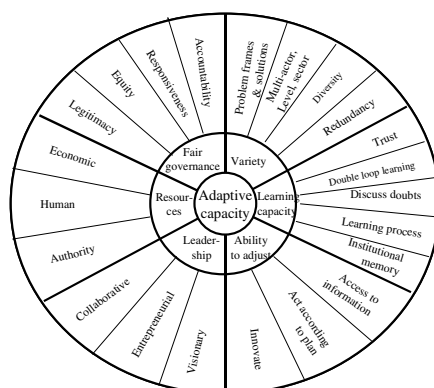 Adaptive
capacity
Variety
Problem frames
& solutions
Multi-actor,
Level, sector
Diversity
Redundancy
Learning
capacity
Trust
Double loop learning
Discuss doubts
Learning process
Institutional
memory
Ability
to adjust
Access to
information
Act according
to plan
Innovate
Leader-
ship
Visionary
Entrepreneurial
Collaborative
Resour-
ces
Authority
Human
Economic
Fair
governance
Legitimacy
Equity
Responsiveness
Accountability